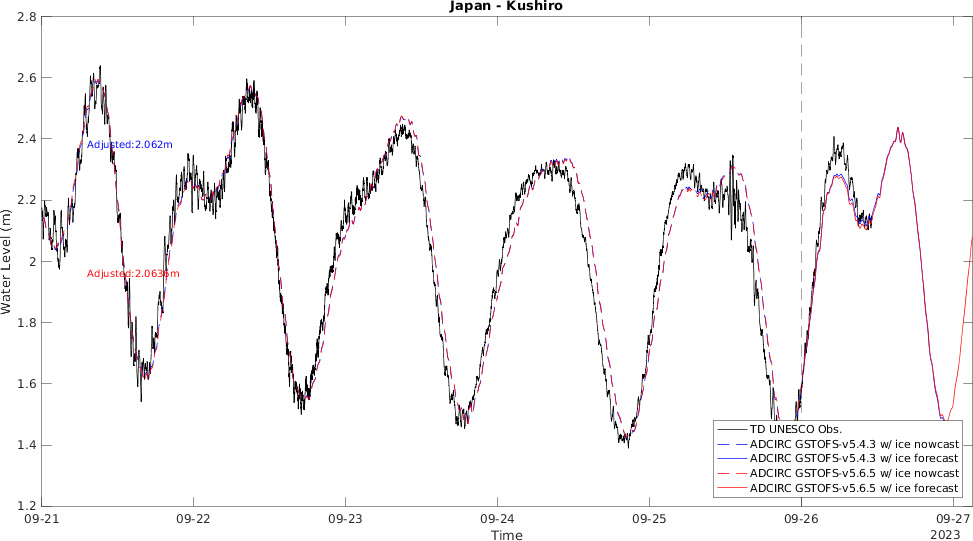 Japan - Kushiro
2.8
2.6
2.4
2.2
2
1.8
1.6
1.4
1.2
Water Level (m)
Adjusted:2.062m
Adjusted:2.0636m
TD UNESCO Obs.
ADCIRC GSTOFS-v5.4.3 w/ ice nowcast
ADCIRC GSTOFS-v5.4.3 w/ ice forecast
ADCIRC GSTOFS-v5.6.5 w/ ice nowcast
ADCIRC GSTOFS-v5.6.5 w/ ice forecast
09-21 09-22 09-23 09-24 09-25 09-26 09-27
Time
2023